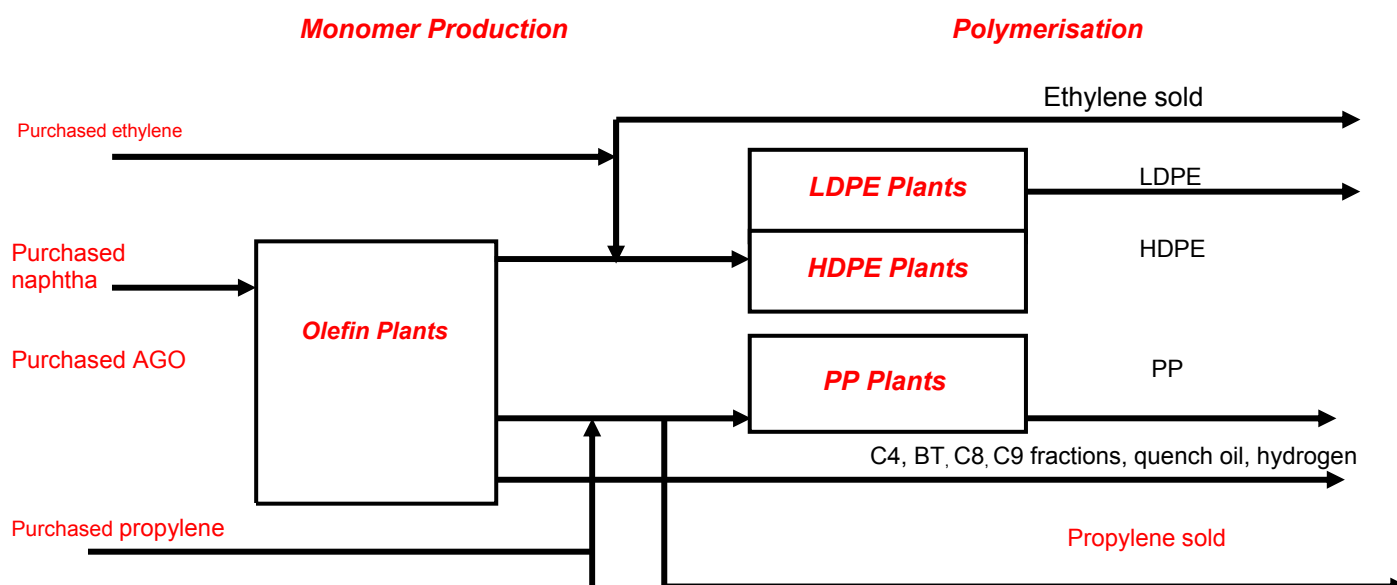 Monomer Production
Polymerisation
Ethylene sold
Purchased ethylene
LDPE Plants
LDPE
Purchased
naphtha
HDPE Plants
HDPE
Olefin Plants
Purchased AGO
PP Plants
PP
C4, BT, C8, C9 fractions, quench oil, hydrogen
Purchased propylene
Propylene sold